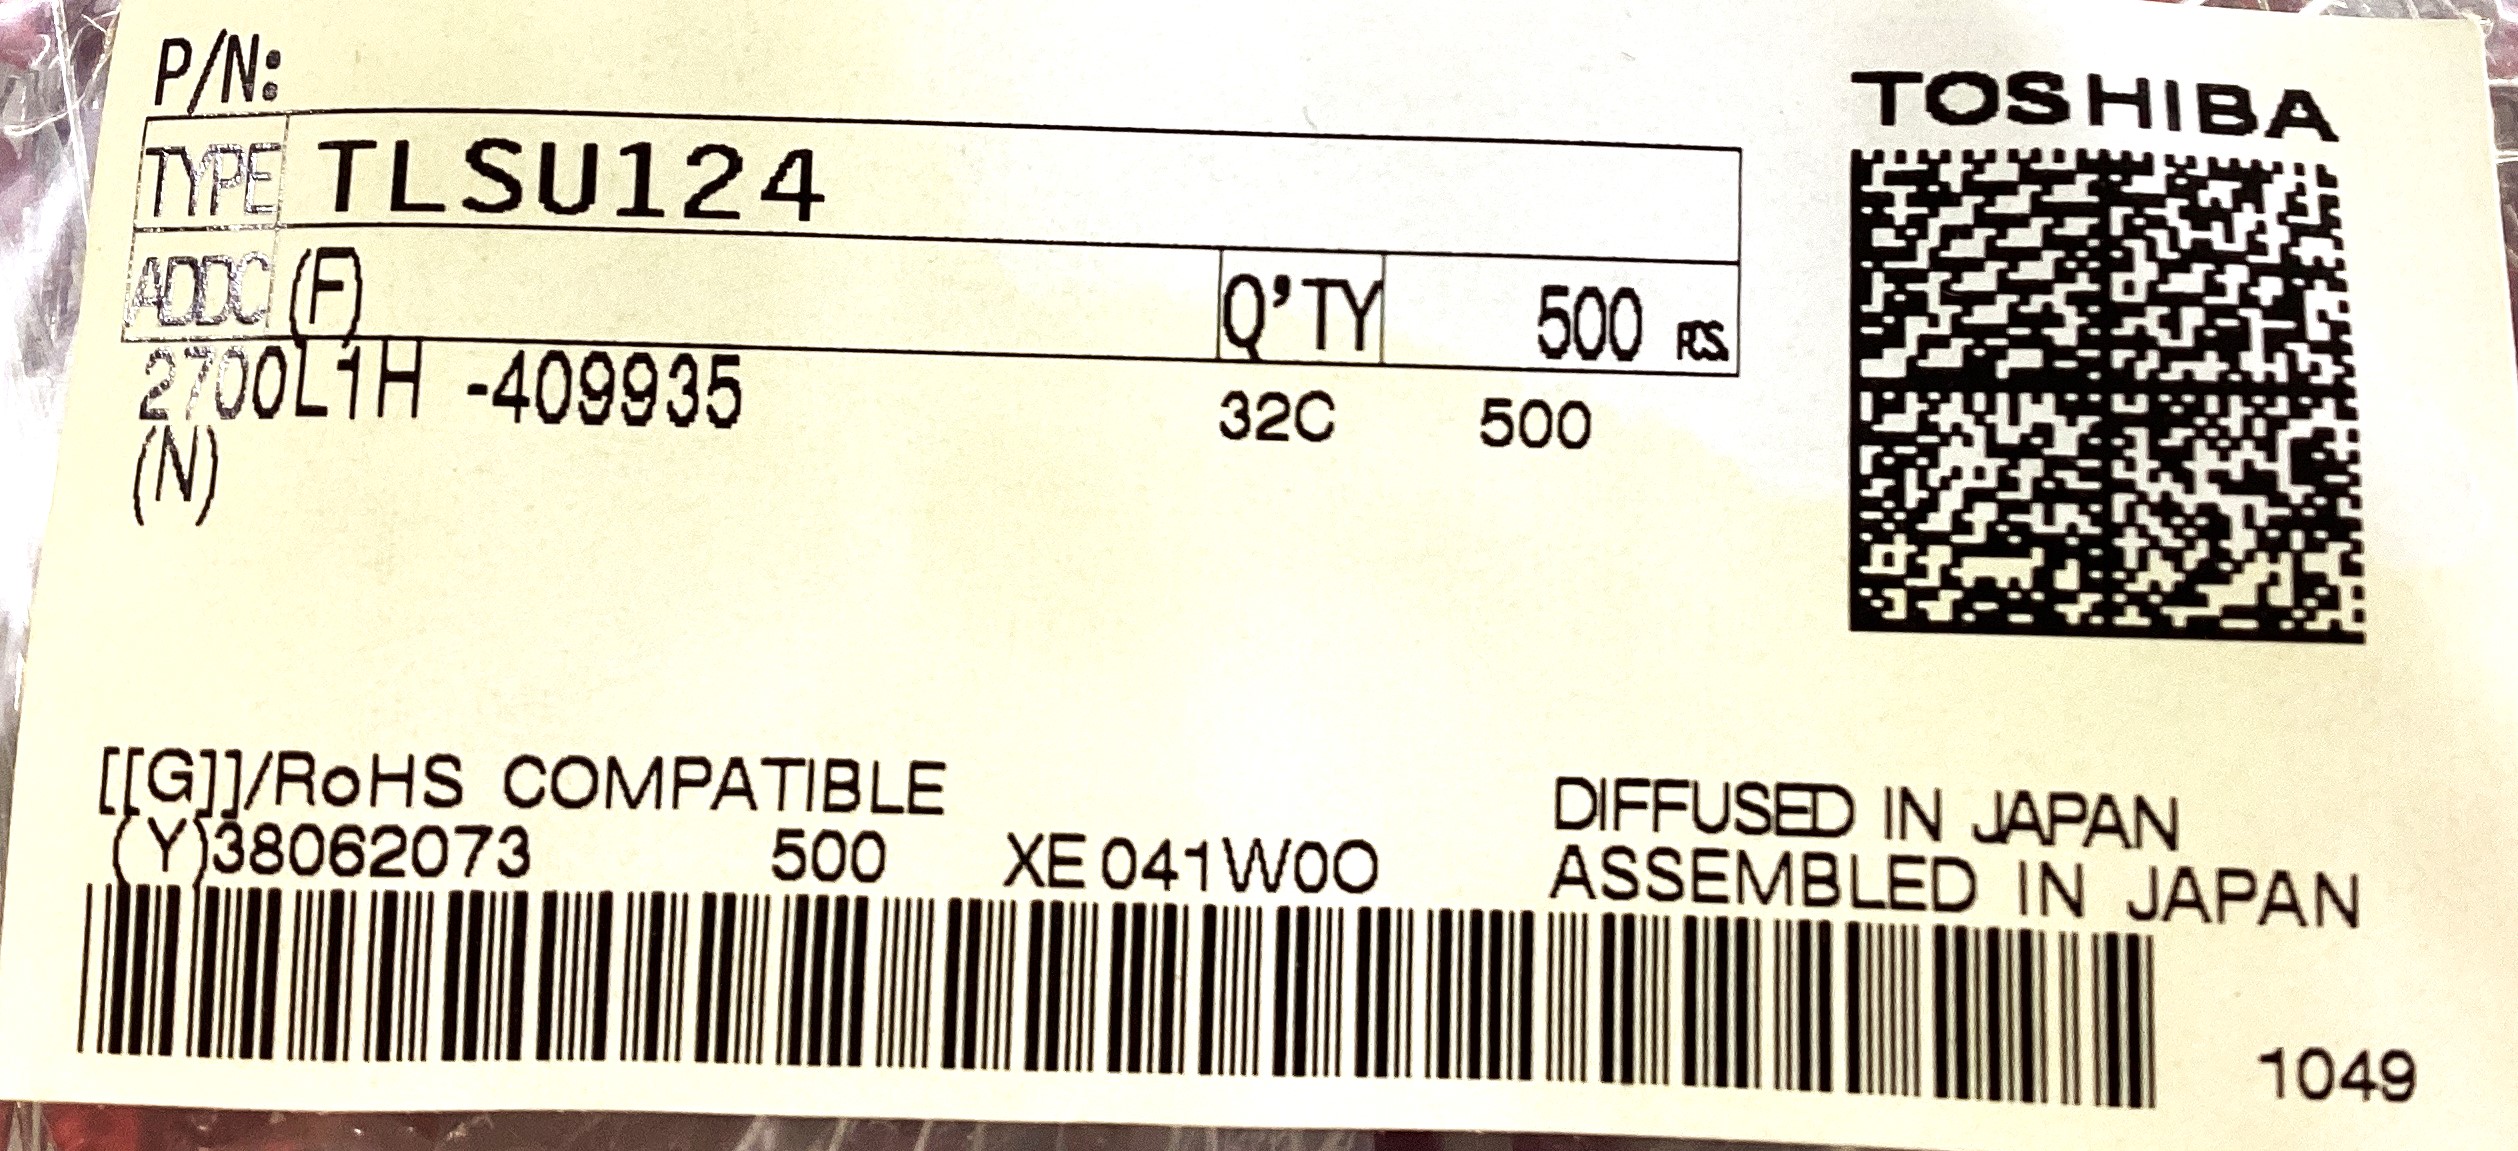 P/N:
TOSHIBA
TYPE TLSU124
ADDC (F) Q'TY 500 PCS.
2700L1H -409935 32C 500
(N)
[[G]]/RoHS COMPATIBLE DIFFUSED IN JAPAN
(Y)38062073 500 XE041W0O ASSEMBLED IN JAPAN
1049